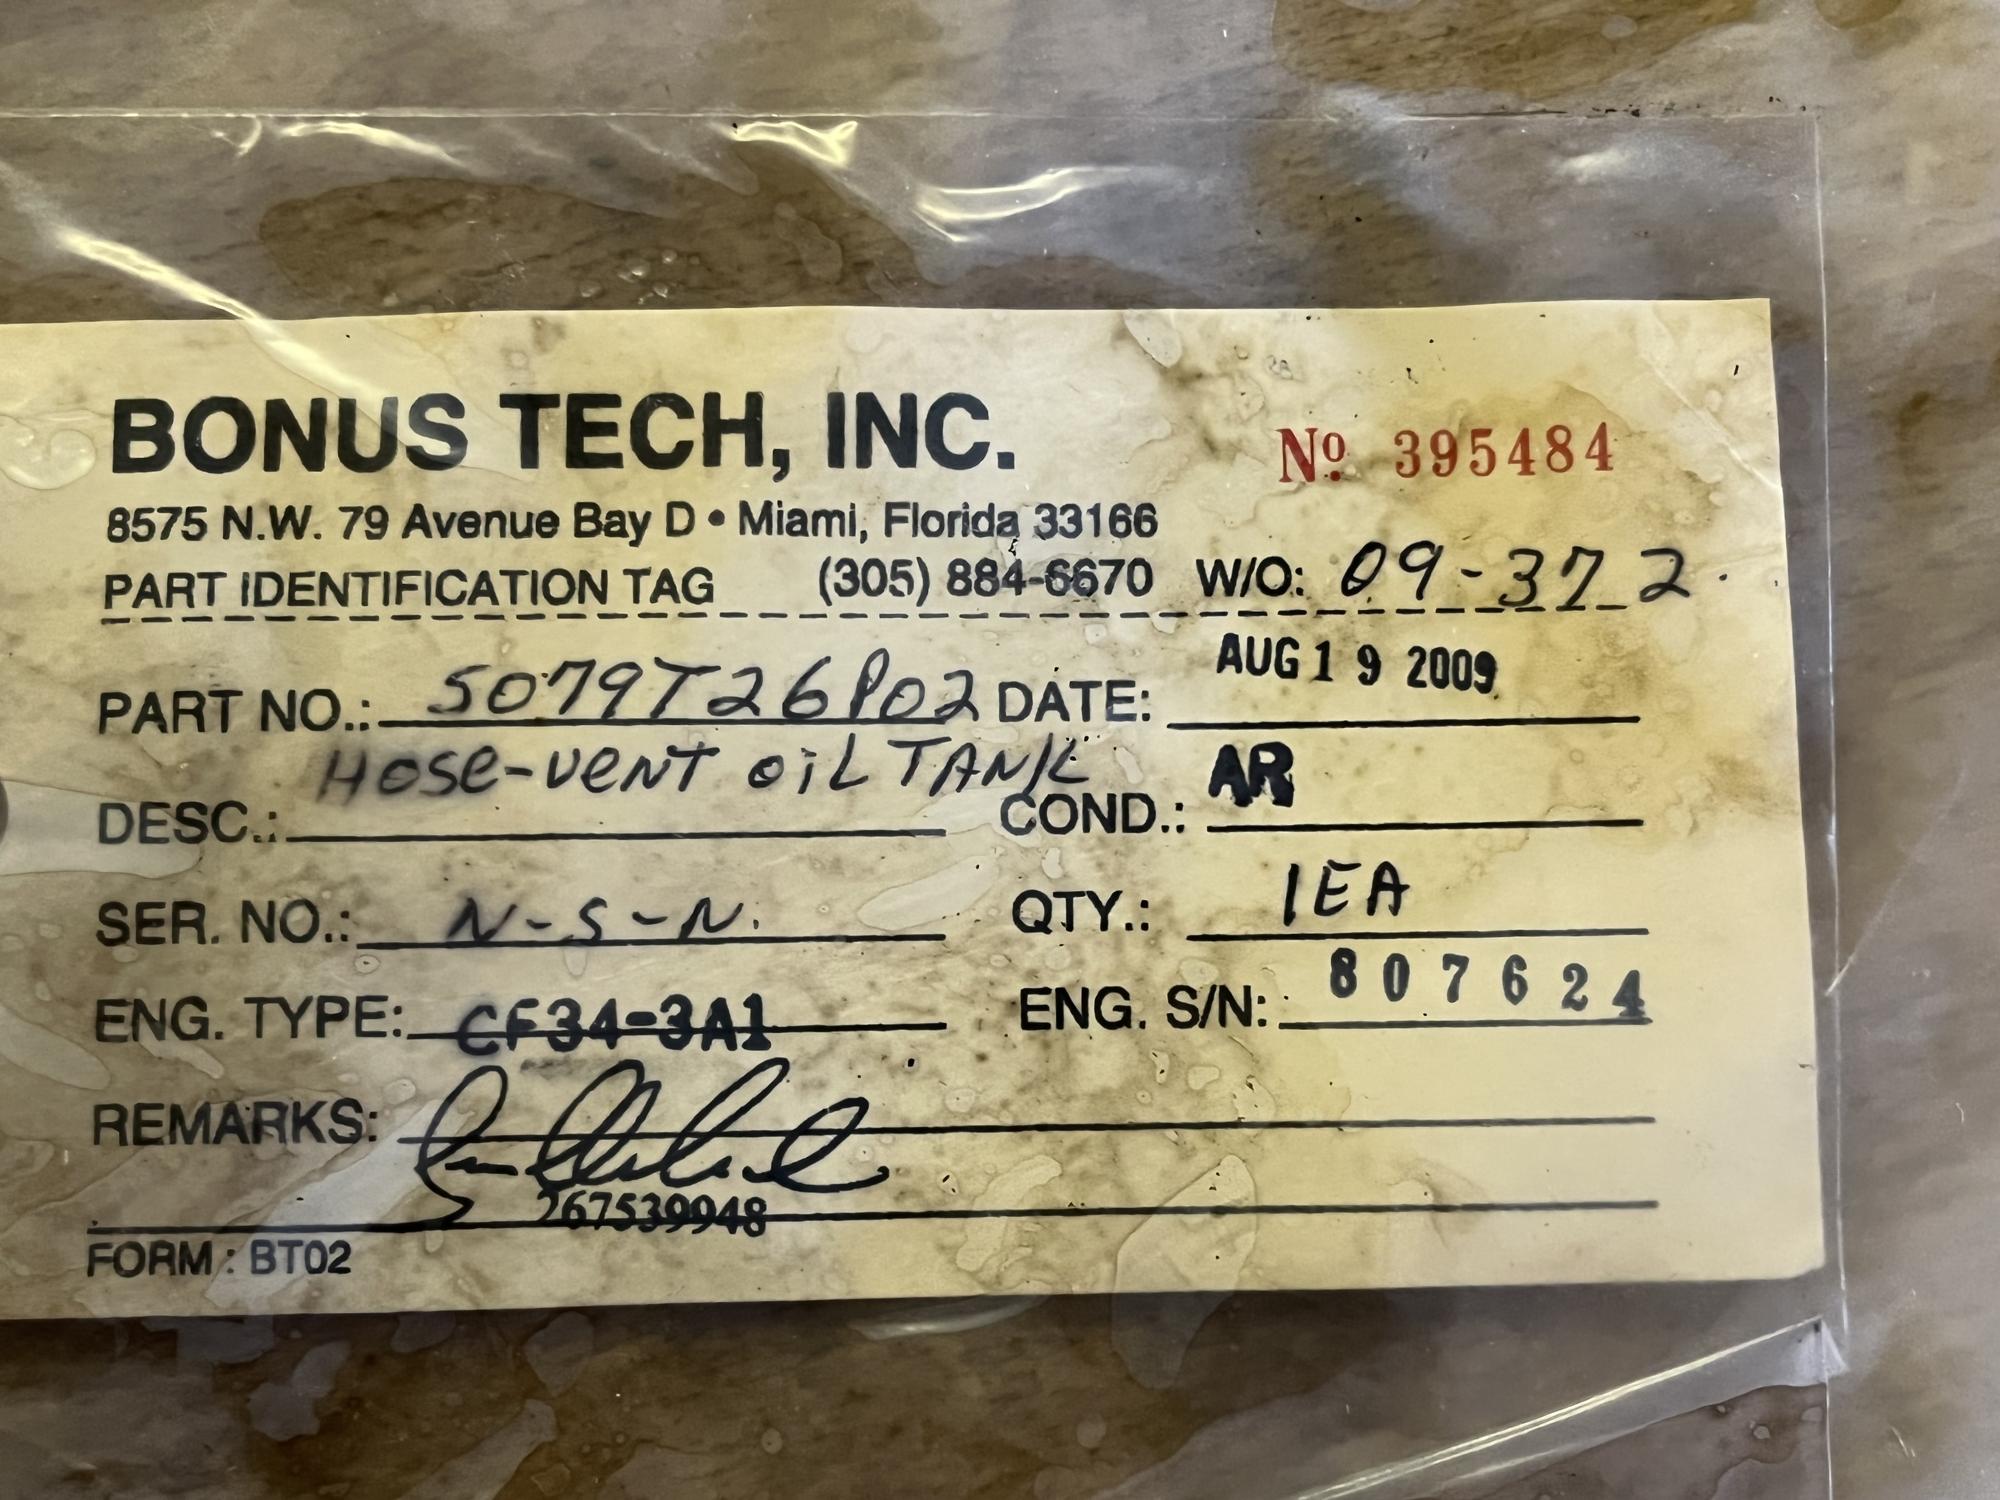 BONUS TECH, INC.
Nº 395484
8575 N.W. 79 Avenue Bay D • Miami, Florida 33166
PART IDENTIFICATION TAG (305) 884-6670 W/O: 09-372
PART NO.: 5079T26P02 DATE: AUG 19 2009
DESC.: HOSE-VENT OIL TANK COND.: AR
SER. NO.: N-S-N. QTY.: 1EA
ENG. TYPE: CF34-3A1 ENG. S/N: 807624
REMARKS:
267539948
FORM : BT02